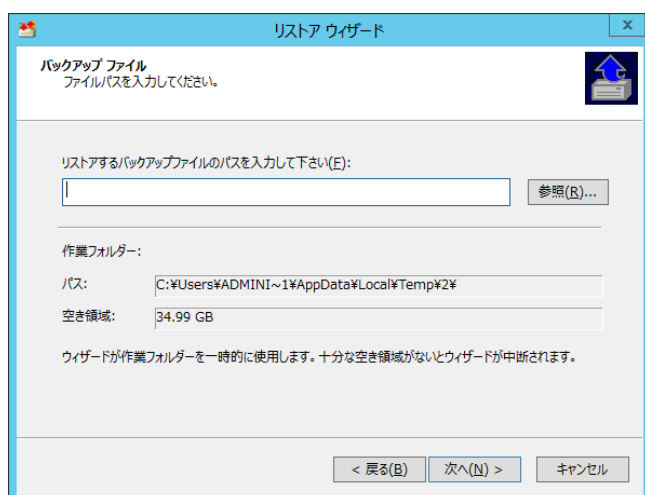 リストア ウィザード
x
バックアップ ファイル
ファイルパスを入力してください。
リストアするバックアップファイルのパスを入力して下さい(F):
参照(R)...
作業フォルダー:
パス: C:¥Users¥ADMINI~1¥AppData¥Local¥Temp¥2¥
空き領域: 34.99 GB
ウィザードが作業フォルダーを一時的に使用します。十分な空き領域がないとウィザードが中断されます。
< 戻る(B) 次へ(N) > キャンセル